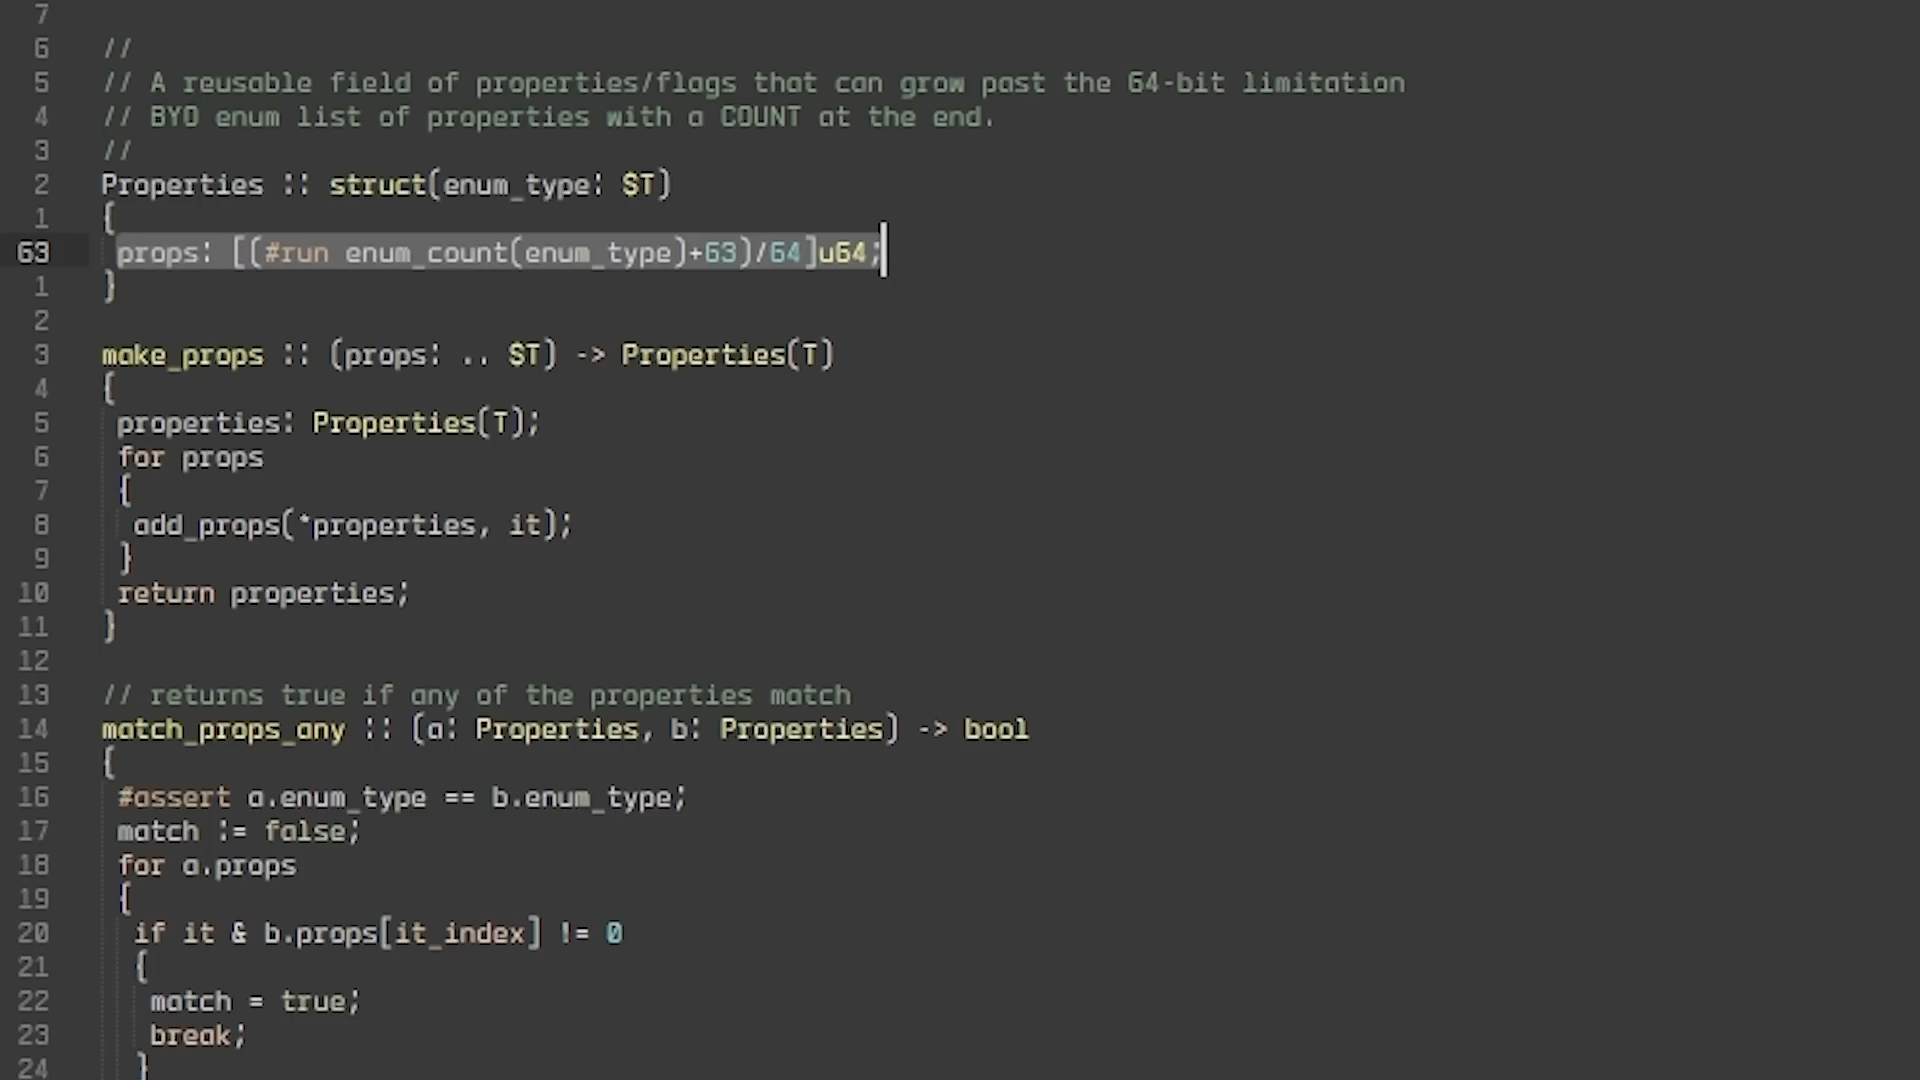 7
6 //
5 // A reusable field of properties/flags that can grow past the 64-bit limitation
4 // BYO enum list of properties with a COUNT at the end.
3 //
2 Properties :: struct(enum_type: $T)
1 {
63 props: [(#run enum_count(enum_type)+63)/64]u64;
1 }
2
3 make_props :: (props: .. $T) -> Properties(T)
4 {
5 properties: Properties(T);
6 for props
7 {
8 add_props(*properties, it);
9 }
10 return properties;
11 }
12
13 // returns true if any of the properties match
14 match_props_any :: (a: Properties, b: Properties) -> bool
15 {
16 #assert a.enum_type == b.enum_type;
17 match := false;
18 for a.props
19 {
20 if it & b.props[it_index] != 0
21 {
22 match = true;
23 break;
24 }